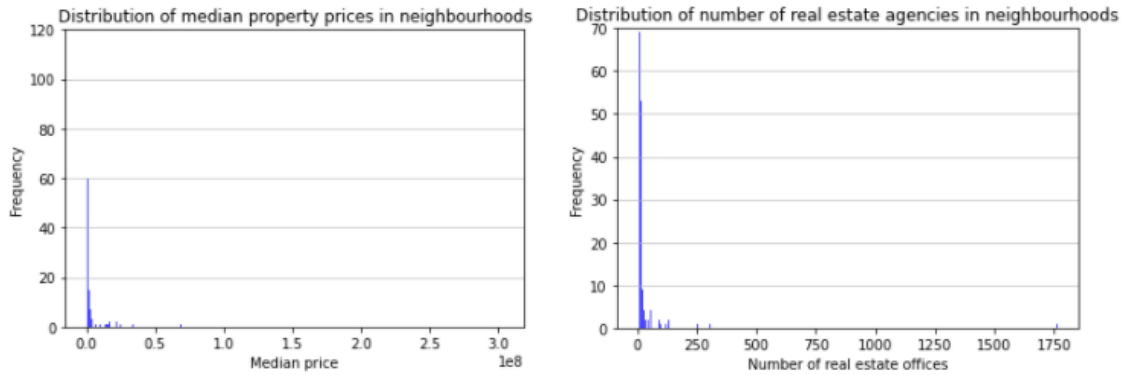 Distribution of median property prices in neighbourhoods
120
100
80
60
40
20
0
Frequency
0.0 0.5 1.0 1.5 2.0 2.5 3.0
1e8
Median price
Distribution of number of real estate agencies in neighbourhoods
70
60
50
40
30
20
10
0
Frequency
0 250 500 750 1000 1250 1500 1750
Number of real estate offices